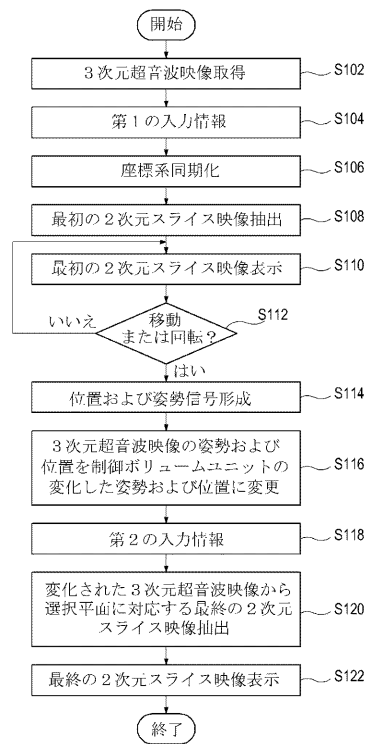 開始
3次元超音波映像取得
S102
第1の入力情報
S104
座標系同期化
S106
最初の2次元スライス映像抽出
S108
最初の2次元スライス映像表示
S110
移動
または回転?
S112
いいえ
はい
位置および姿勢信号形成
S114
3次元超音波映像の姿勢および
位置を制御ボリュームユニットの
変化した姿勢および位置に変更
S116
第2の入力情報
S118
変化された3次元超音波映像から
選択平面に対応する最終の2次元
スライス映像抽出
S120
最終の2次元スライス映像表示
S122
終了